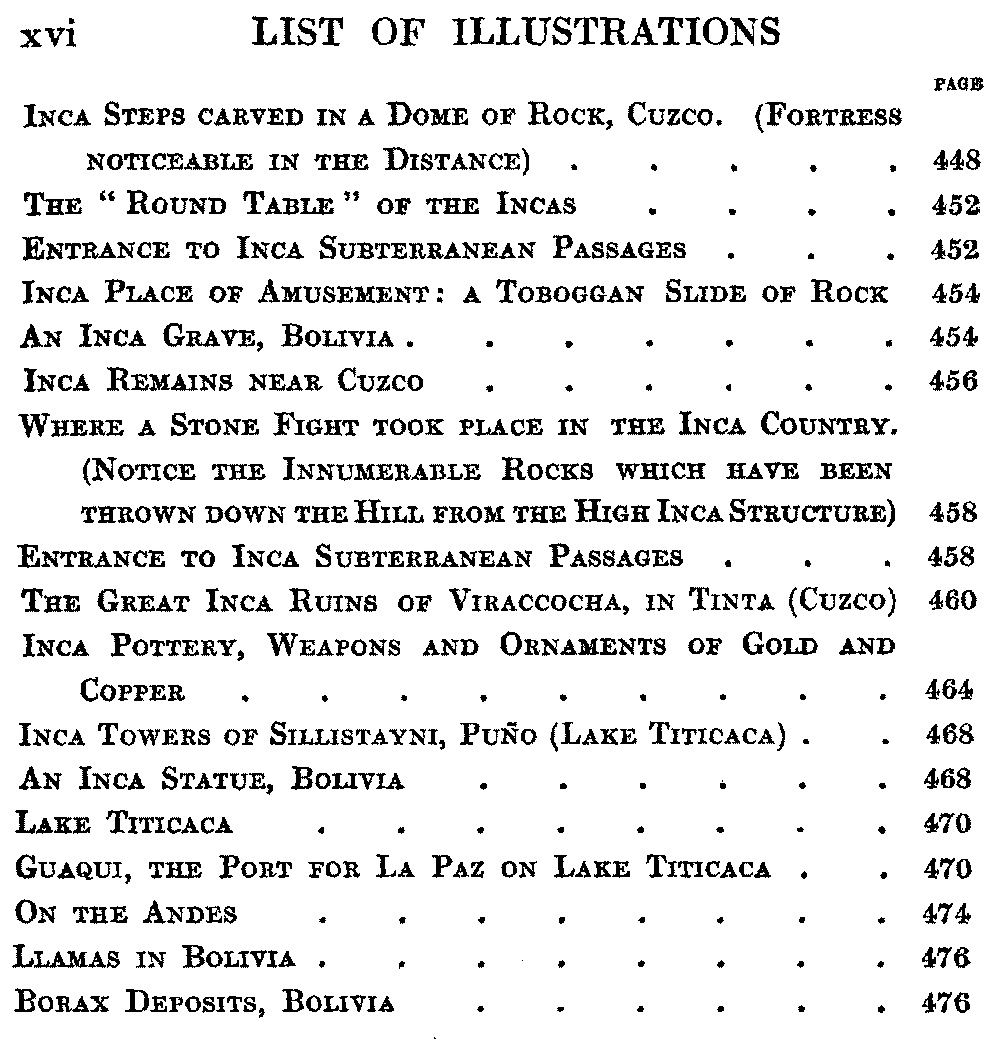 xvi LIST OF ILLUSTRATIONS
PAGE
INCA STEPS CARVED IN A DOME OF ROCK, CUZCO. (FORTRESS
NOTICEABLE IN THE DISTANCE) . . . . . 448
THE “ ROUND TABLE ” OF THE INCAS . . . . 452
ENTRANCE TO INCA SUBTERRANEAN PASSAGES . . . 452
INCA PLACE OF AMUSEMENT: A TOBOGGAN SLIDE OF ROCK 454
AN INCA GRAVE, BOLIVIA . . . . . . . 454
INCA REMAINS NEAR CUZCO . . . . . . 456
WHERE A STONE FIGHT TOOK PLACE IN THE INCA COUNTRY.
(NOTICE THE INNUMERABLE ROCKS WHICH HAVE BEEN
THROWN DOWN THE HILL FROM THE HIGH INCA STRUCTURE) 458
ENTRANCE TO INCA SUBTERRANEAN PASSAGES . . . 458
THE GREAT INCA RUINS OF VIRACCOCHA, IN TINTA (CUZCO) 460
INCA POTTERY, WEAPONS AND ORNAMENTS OF GOLD AND
COPPER . . . . . . . . . 464
INCA TOWERS OF SILLISTAYNI, PUÑO (LAKE TITICACA) . . 468
AN INCA STATUE, BOLIVIA . . . . . . 468
LAKE TITICACA . . . . . . . . 470
GUAQUI, THE PORT FOR LA PAZ ON LAKE TITICACA . . 470
ON THE ANDES . . . . . . . . 474
LLAMAS IN BOLIVIA . . . . . . . . 476
BORAX DEPOSITS, BOLIVIA . . . . . . 476